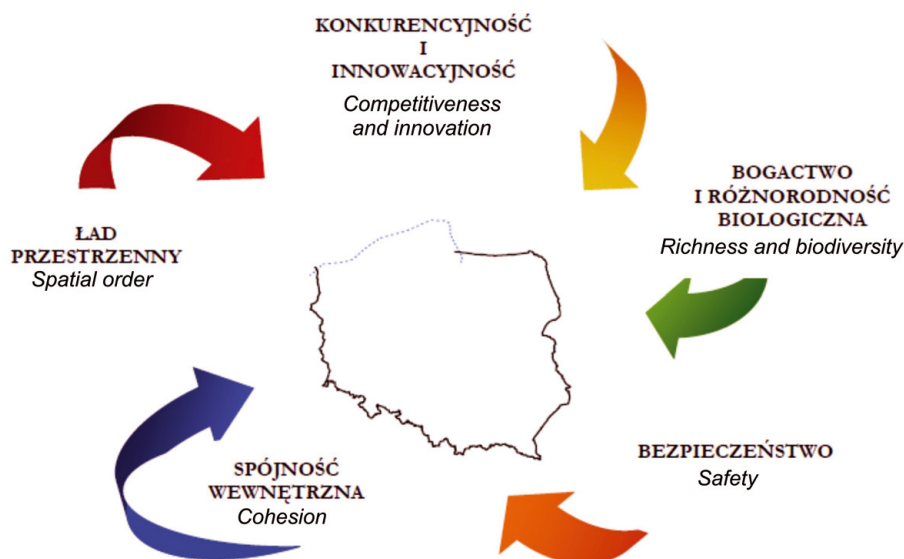 KONKURENCYJNOŚĆ
I
INNOWACYJNOŚĆ
Competitiveness
and innovation
BOGACTWO
I RÓŻNORODNOŚĆ
BIOLOGICZNA
Richness and biodiversity
ŁAD
PRZESTRZENNY
Spatial order
BEZPIECZEŃSTWO
Safety
SPÓJNOŚĆ
WEWNĘTRZNA
Cohesion